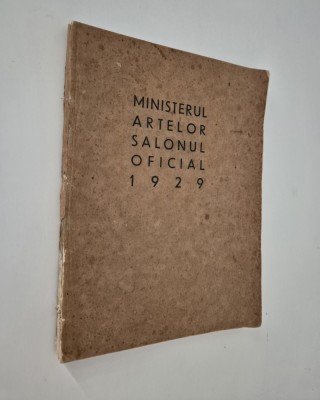 MINISTERUL
ARTELOR
SALONUL
OFICIAL
1929